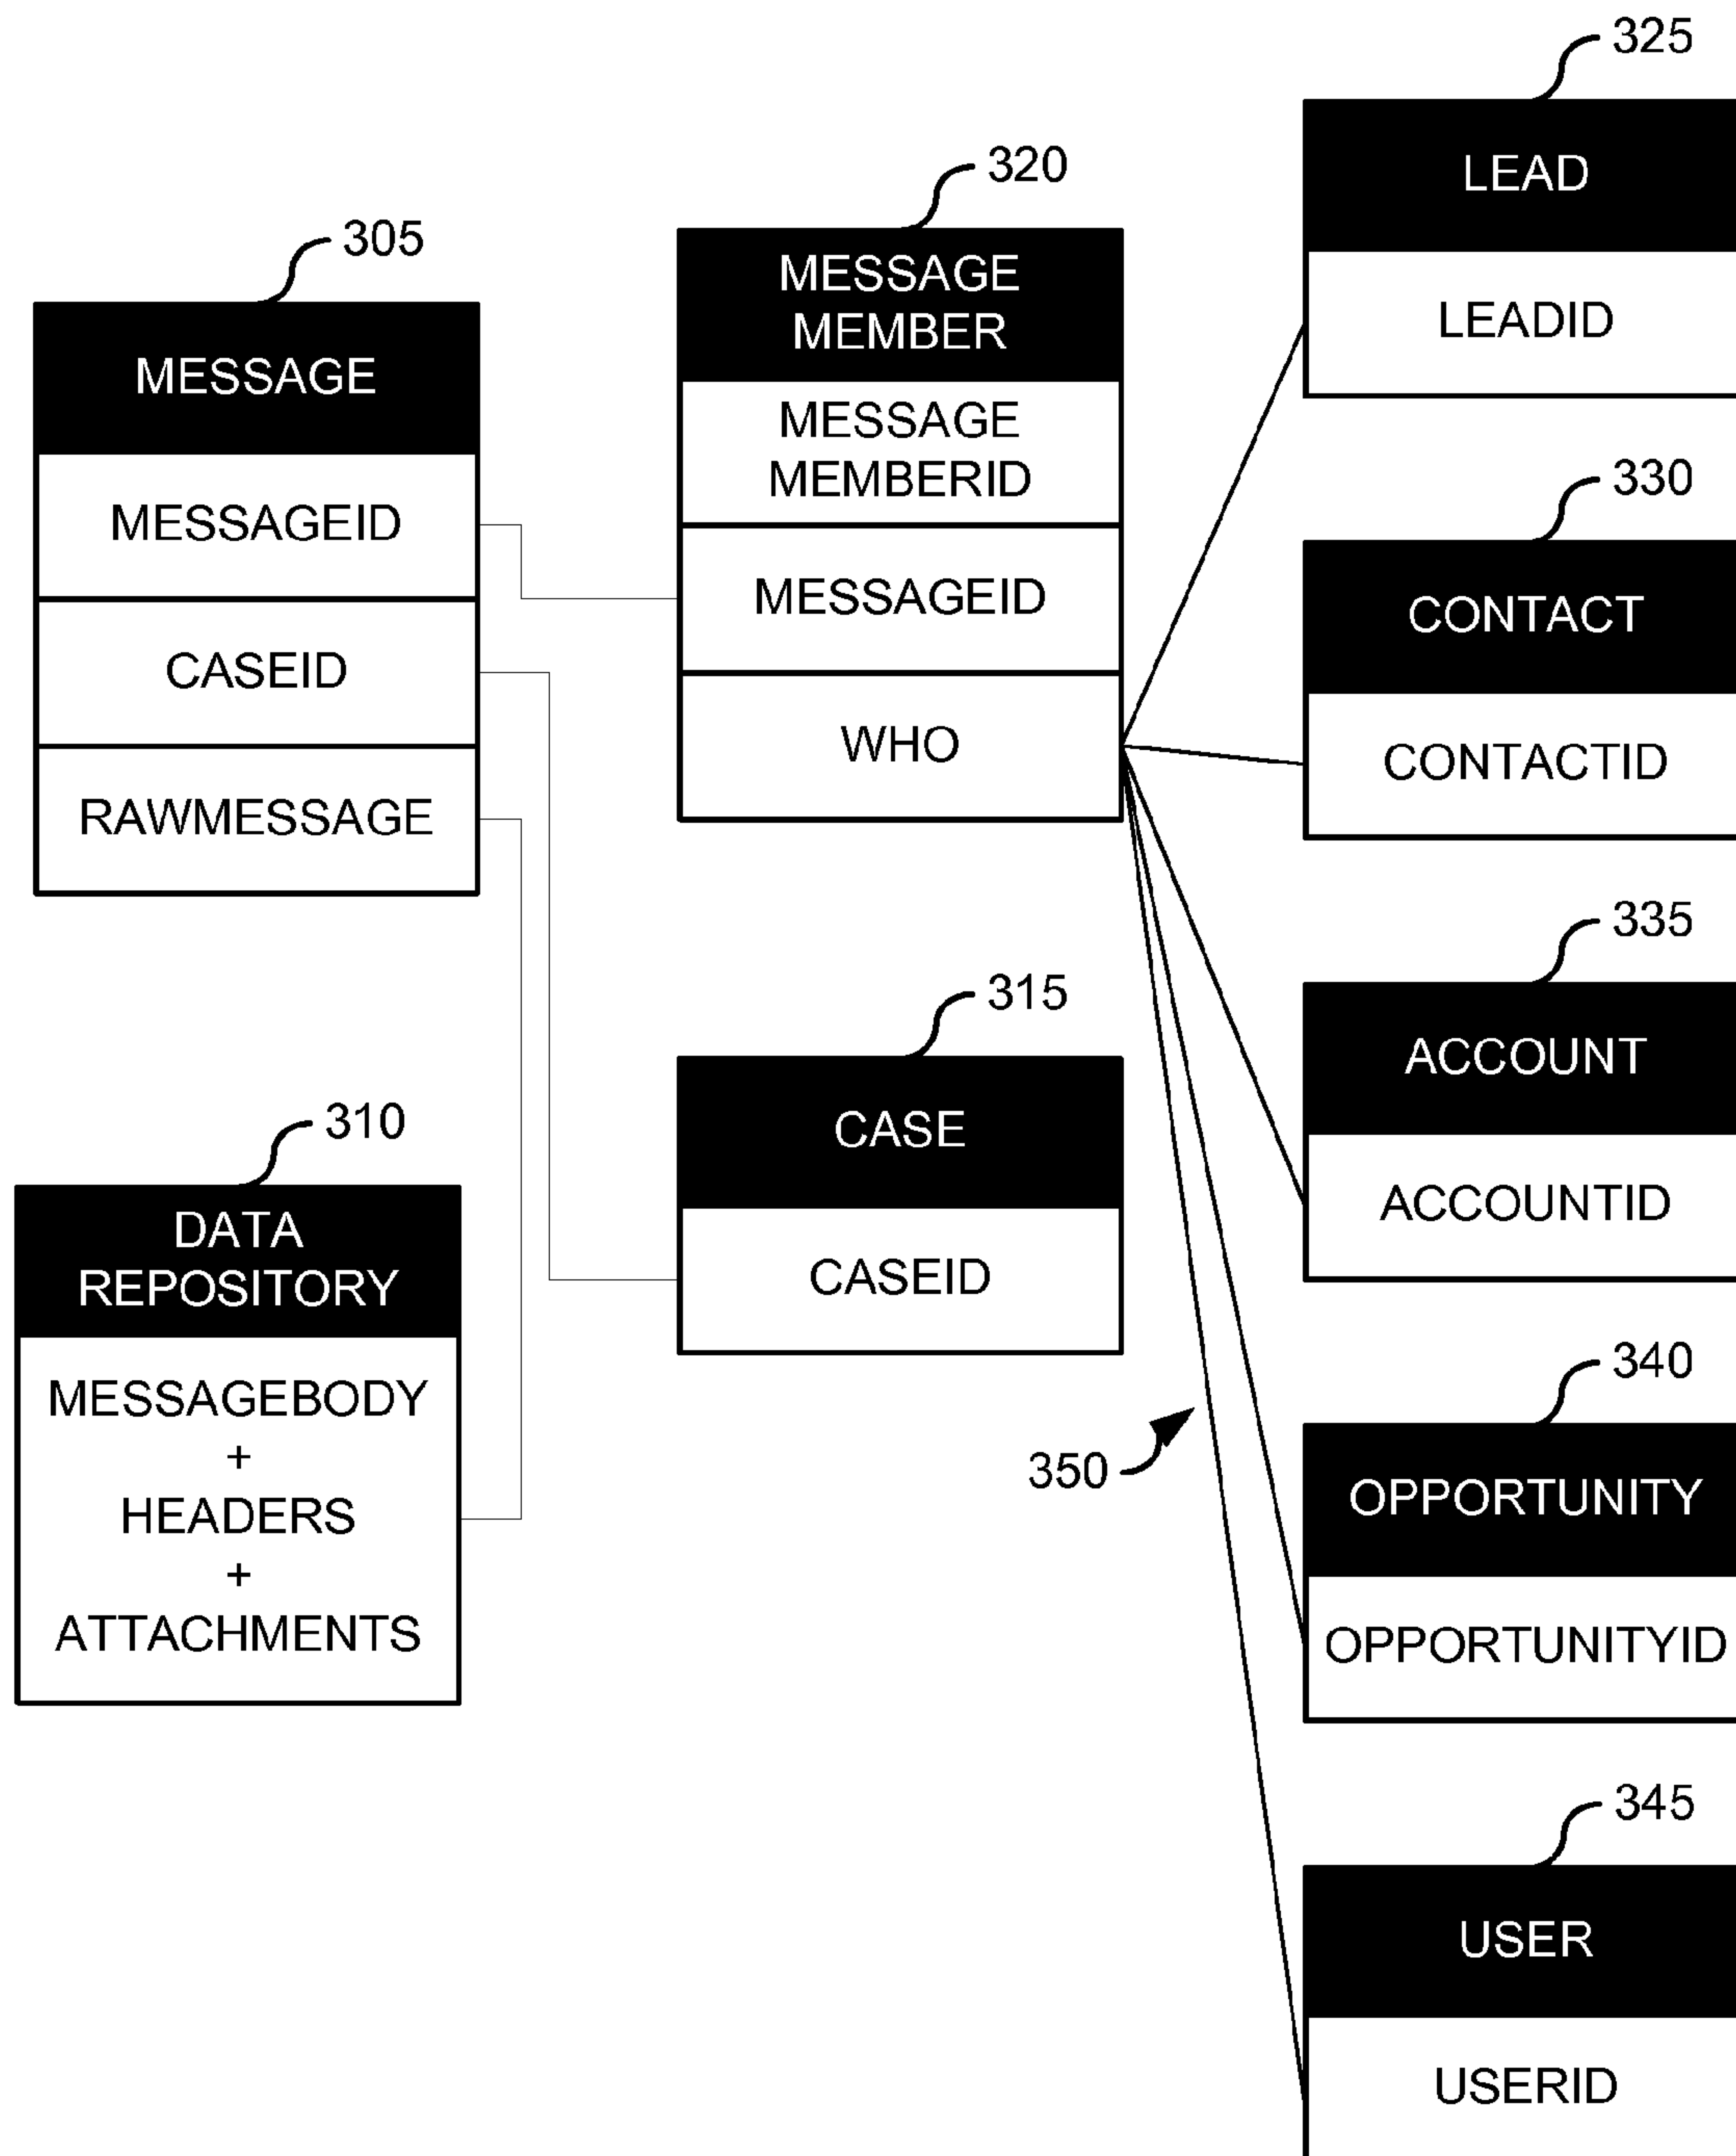 305
MESSAGE
MESSAGEID
CASEID
RAWMESSAGE
310
DATA
REPOSITORY
MESSAGEBODY
+
HEADERS
+
ATTACHMENTS
320
MESSAGE
MEMBER
MESSAGE
MEMBERID
MESSAGEID
WHO
315
CASE
CASEID
350
325
LEAD
LEADID
330
CONTACT
CONTACTID
335
ACCOUNT
ACCOUNTID
340
OPPORTUNITY
OPPORTUNITYID
345
USER
USERID